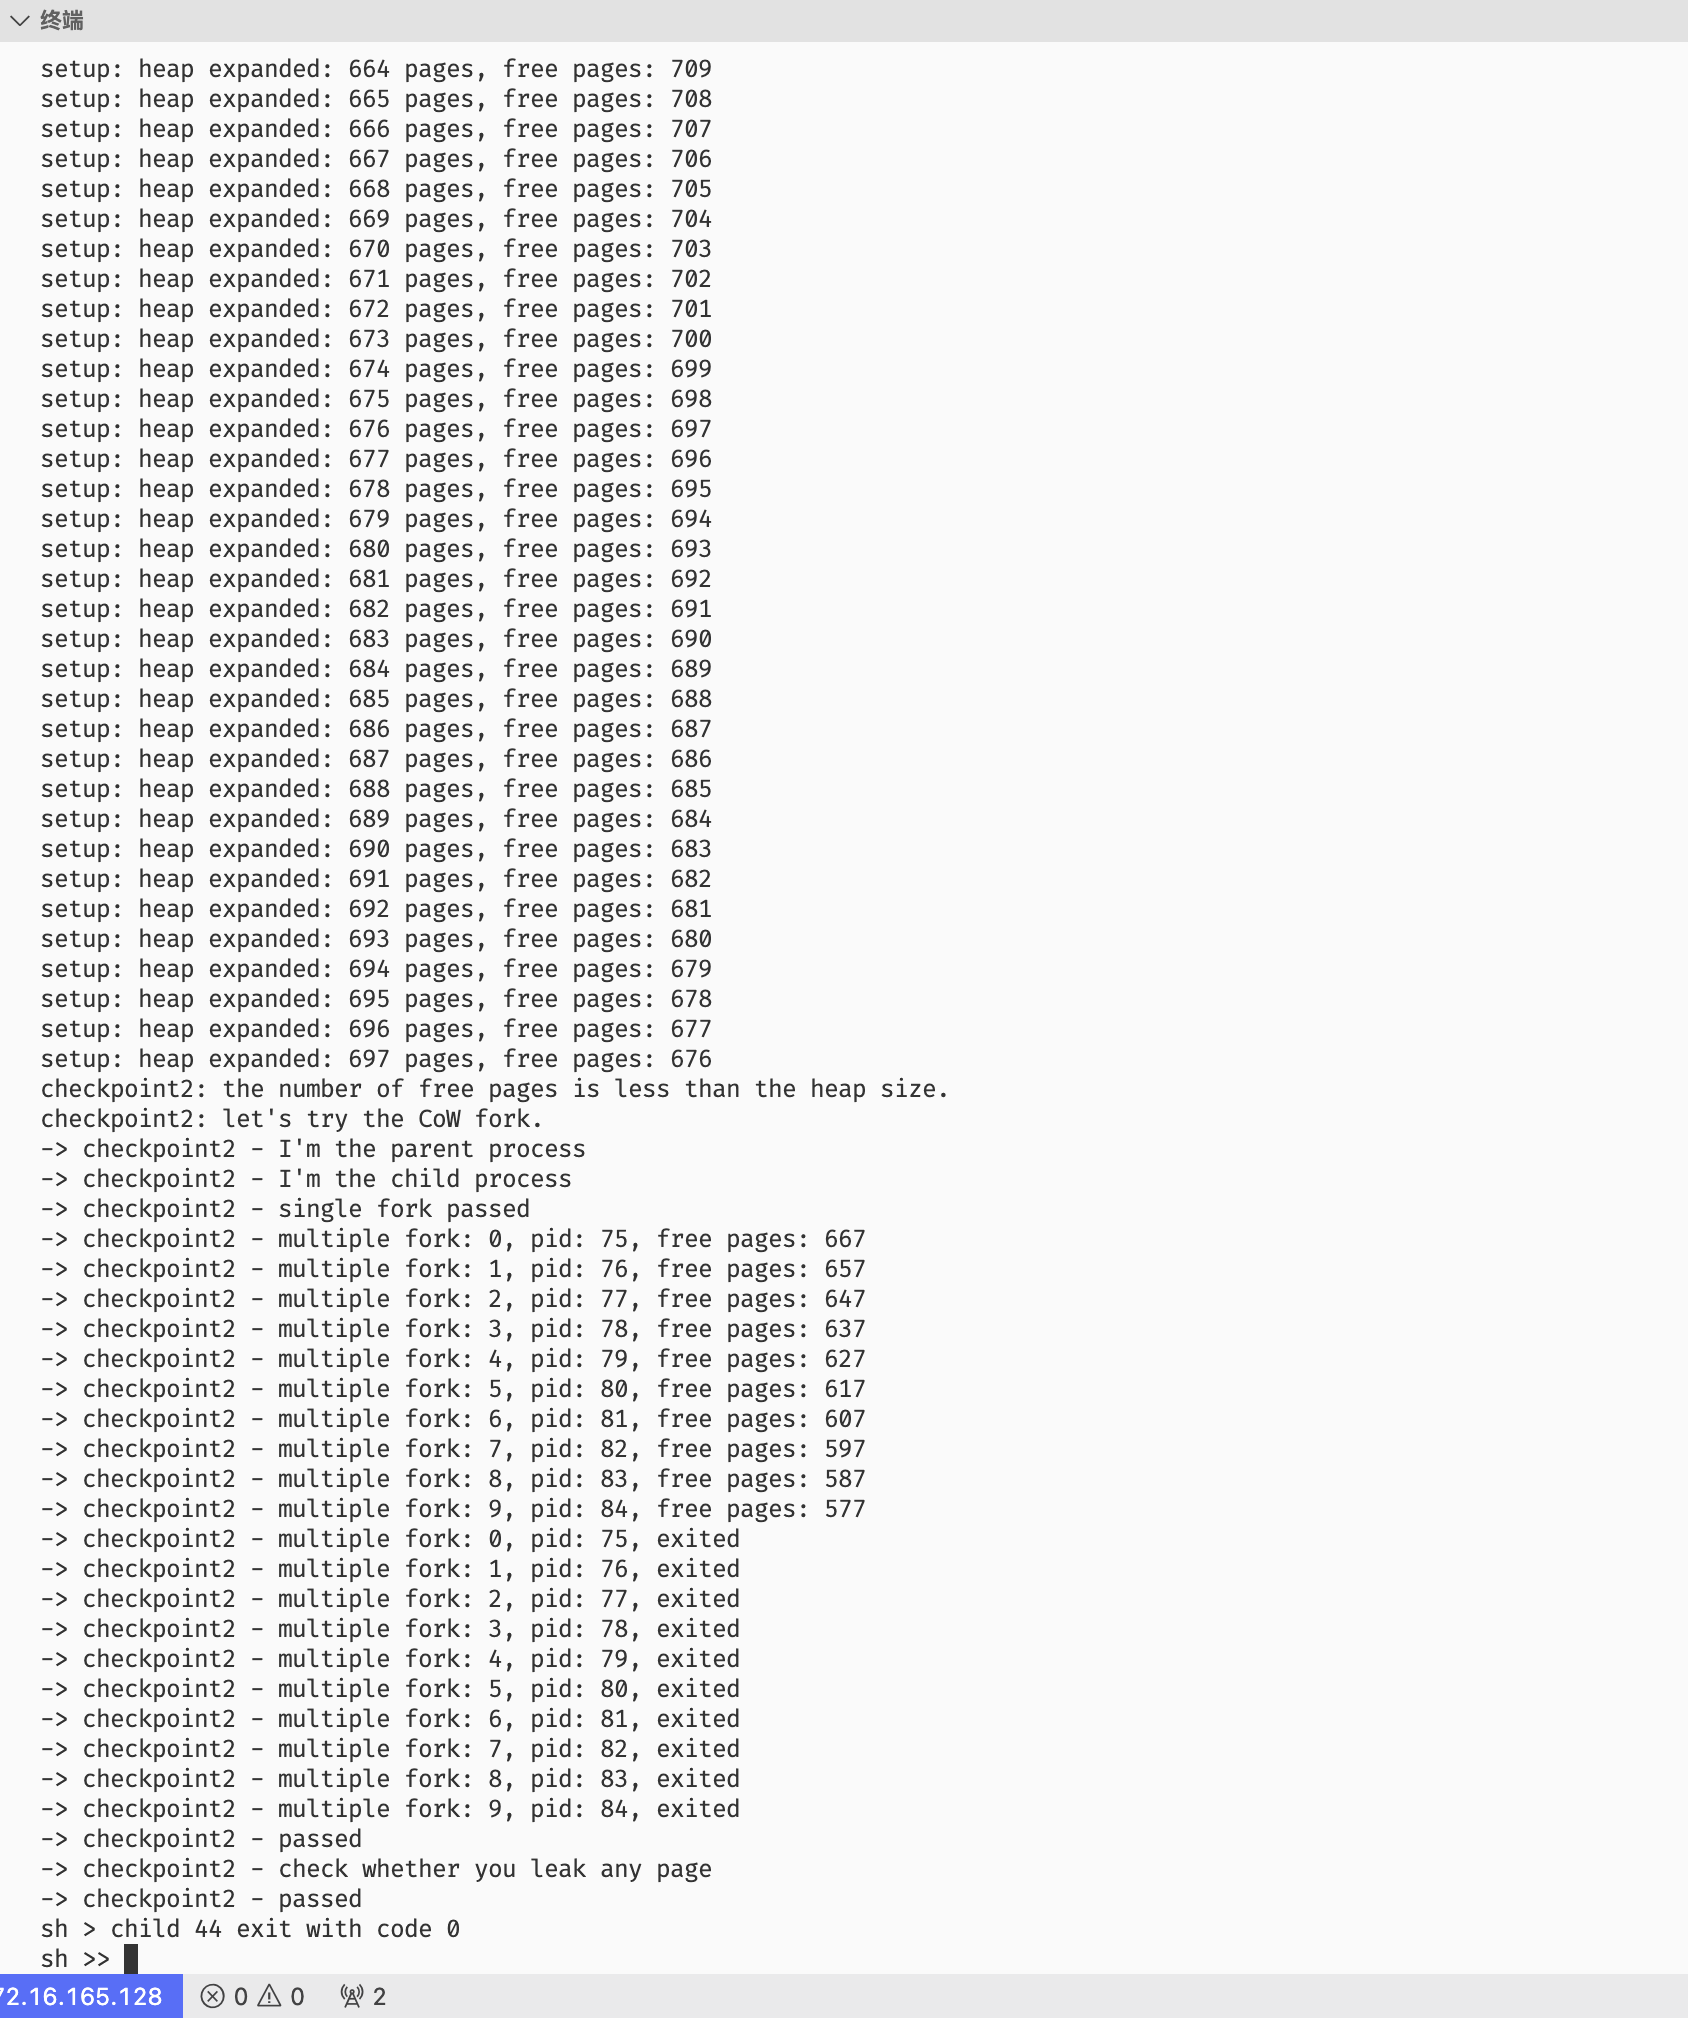 终端
setup: heap expanded: 664 pages, free pages: 709
setup: heap expanded: 665 pages, free pages: 708
setup: heap expanded: 666 pages, free pages: 707
setup: heap expanded: 667 pages, free pages: 706
setup: heap expanded: 668 pages, free pages: 705
setup: heap expanded: 669 pages, free pages: 704
setup: heap expanded: 670 pages, free pages: 703
setup: heap expanded: 671 pages, free pages: 702
setup: heap expanded: 672 pages, free pages: 701
setup: heap expanded: 673 pages, free pages: 700
setup: heap expanded: 674 pages, free pages: 699
setup: heap expanded: 675 pages, free pages: 698
setup: heap expanded: 676 pages, free pages: 697
setup: heap expanded: 677 pages, free pages: 696
setup: heap expanded: 678 pages, free pages: 695
setup: heap expanded: 679 pages, free pages: 694
setup: heap expanded: 680 pages, free pages: 693
setup: heap expanded: 681 pages, free pages: 692
setup: heap expanded: 682 pages, free pages: 691
setup: heap expanded: 683 pages, free pages: 690
setup: heap expanded: 684 pages, free pages: 689
setup: heap expanded: 685 pages, free pages: 688
setup: heap expanded: 686 pages, free pages: 687
setup: heap expanded: 687 pages, free pages: 686
setup: heap expanded: 688 pages, free pages: 685
setup: heap expanded: 689 pages, free pages: 684
setup: heap expanded: 690 pages, free pages: 683
setup: heap expanded: 691 pages, free pages: 682
setup: heap expanded: 692 pages, free pages: 681
setup: heap expanded: 693 pages, free pages: 680
setup: heap expanded: 694 pages, free pages: 679
setup: heap expanded: 695 pages, free pages: 678
setup: heap expanded: 696 pages, free pages: 677
setup: heap expanded: 697 pages, free pages: 676
checkpoint2: the number of free pages is less than the heap size.
checkpoint2: let's try the CoW fork.
-> checkpoint2 - I'm the parent process
-> checkpoint2 - I'm the child process
-> checkpoint2 - single fork passed
-> checkpoint2 - multiple fork: 0, pid: 75, free pages: 667
-> checkpoint2 - multiple fork: 1, pid: 76, free pages: 657
-> checkpoint2 - multiple fork: 2, pid: 77, free pages: 647
-> checkpoint2 - multiple fork: 3, pid: 78, free pages: 637
-> checkpoint2 - multiple fork: 4, pid: 79, free pages: 627
-> checkpoint2 - multiple fork: 5, pid: 80, free pages: 617
-> checkpoint2 - multiple fork: 6, pid: 81, free pages: 607
-> checkpoint2 - multiple fork: 7, pid: 82, free pages: 597
-> checkpoint2 - multiple fork: 8, pid: 83, free pages: 587
-> checkpoint2 - multiple fork: 9, pid: 84, free pages: 577
-> checkpoint2 - multiple fork: 0, pid: 75, exited
-> checkpoint2 - multiple fork: 1, pid: 76, exited
-> checkpoint2 - multiple fork: 2, pid: 77, exited
-> checkpoint2 - multiple fork: 3, pid: 78, exited
-> checkpoint2 - multiple fork: 4, pid: 79, exited
-> checkpoint2 - multiple fork: 5, pid: 80, exited
-> checkpoint2 - multiple fork: 6, pid: 81, exited
-> checkpoint2 - multiple fork: 7, pid: 82, exited
-> checkpoint2 - multiple fork: 8, pid: 83, exited
-> checkpoint2 - multiple fork: 9, pid: 84, exited
-> checkpoint2 - passed
-> checkpoint2 - check whether you leak any page
-> checkpoint2 - passed
sh > child 44 exit with code 0
sh >>
72.16.165.128 0 0 2